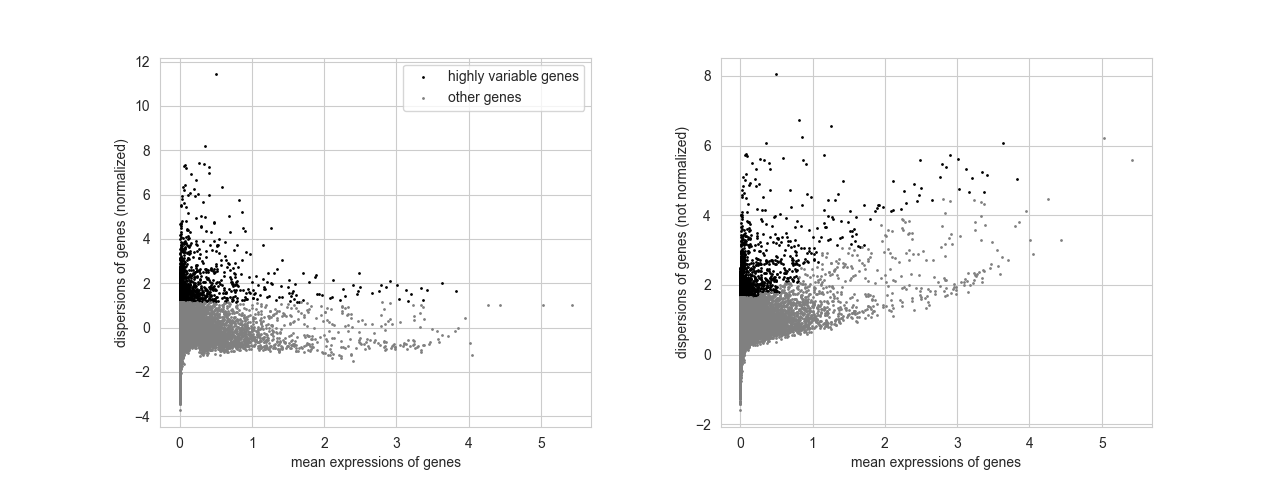 12
10
8
6
4
2
0
−2
−4
dispersions of genes (normalized)
highly variable genes
other genes
0 1 2 3 4 5
mean expressions of genes
8
6
4
2
0
−2
dispersions of genes (not normalized)
0 1 2 3 4 5
mean expressions of genes